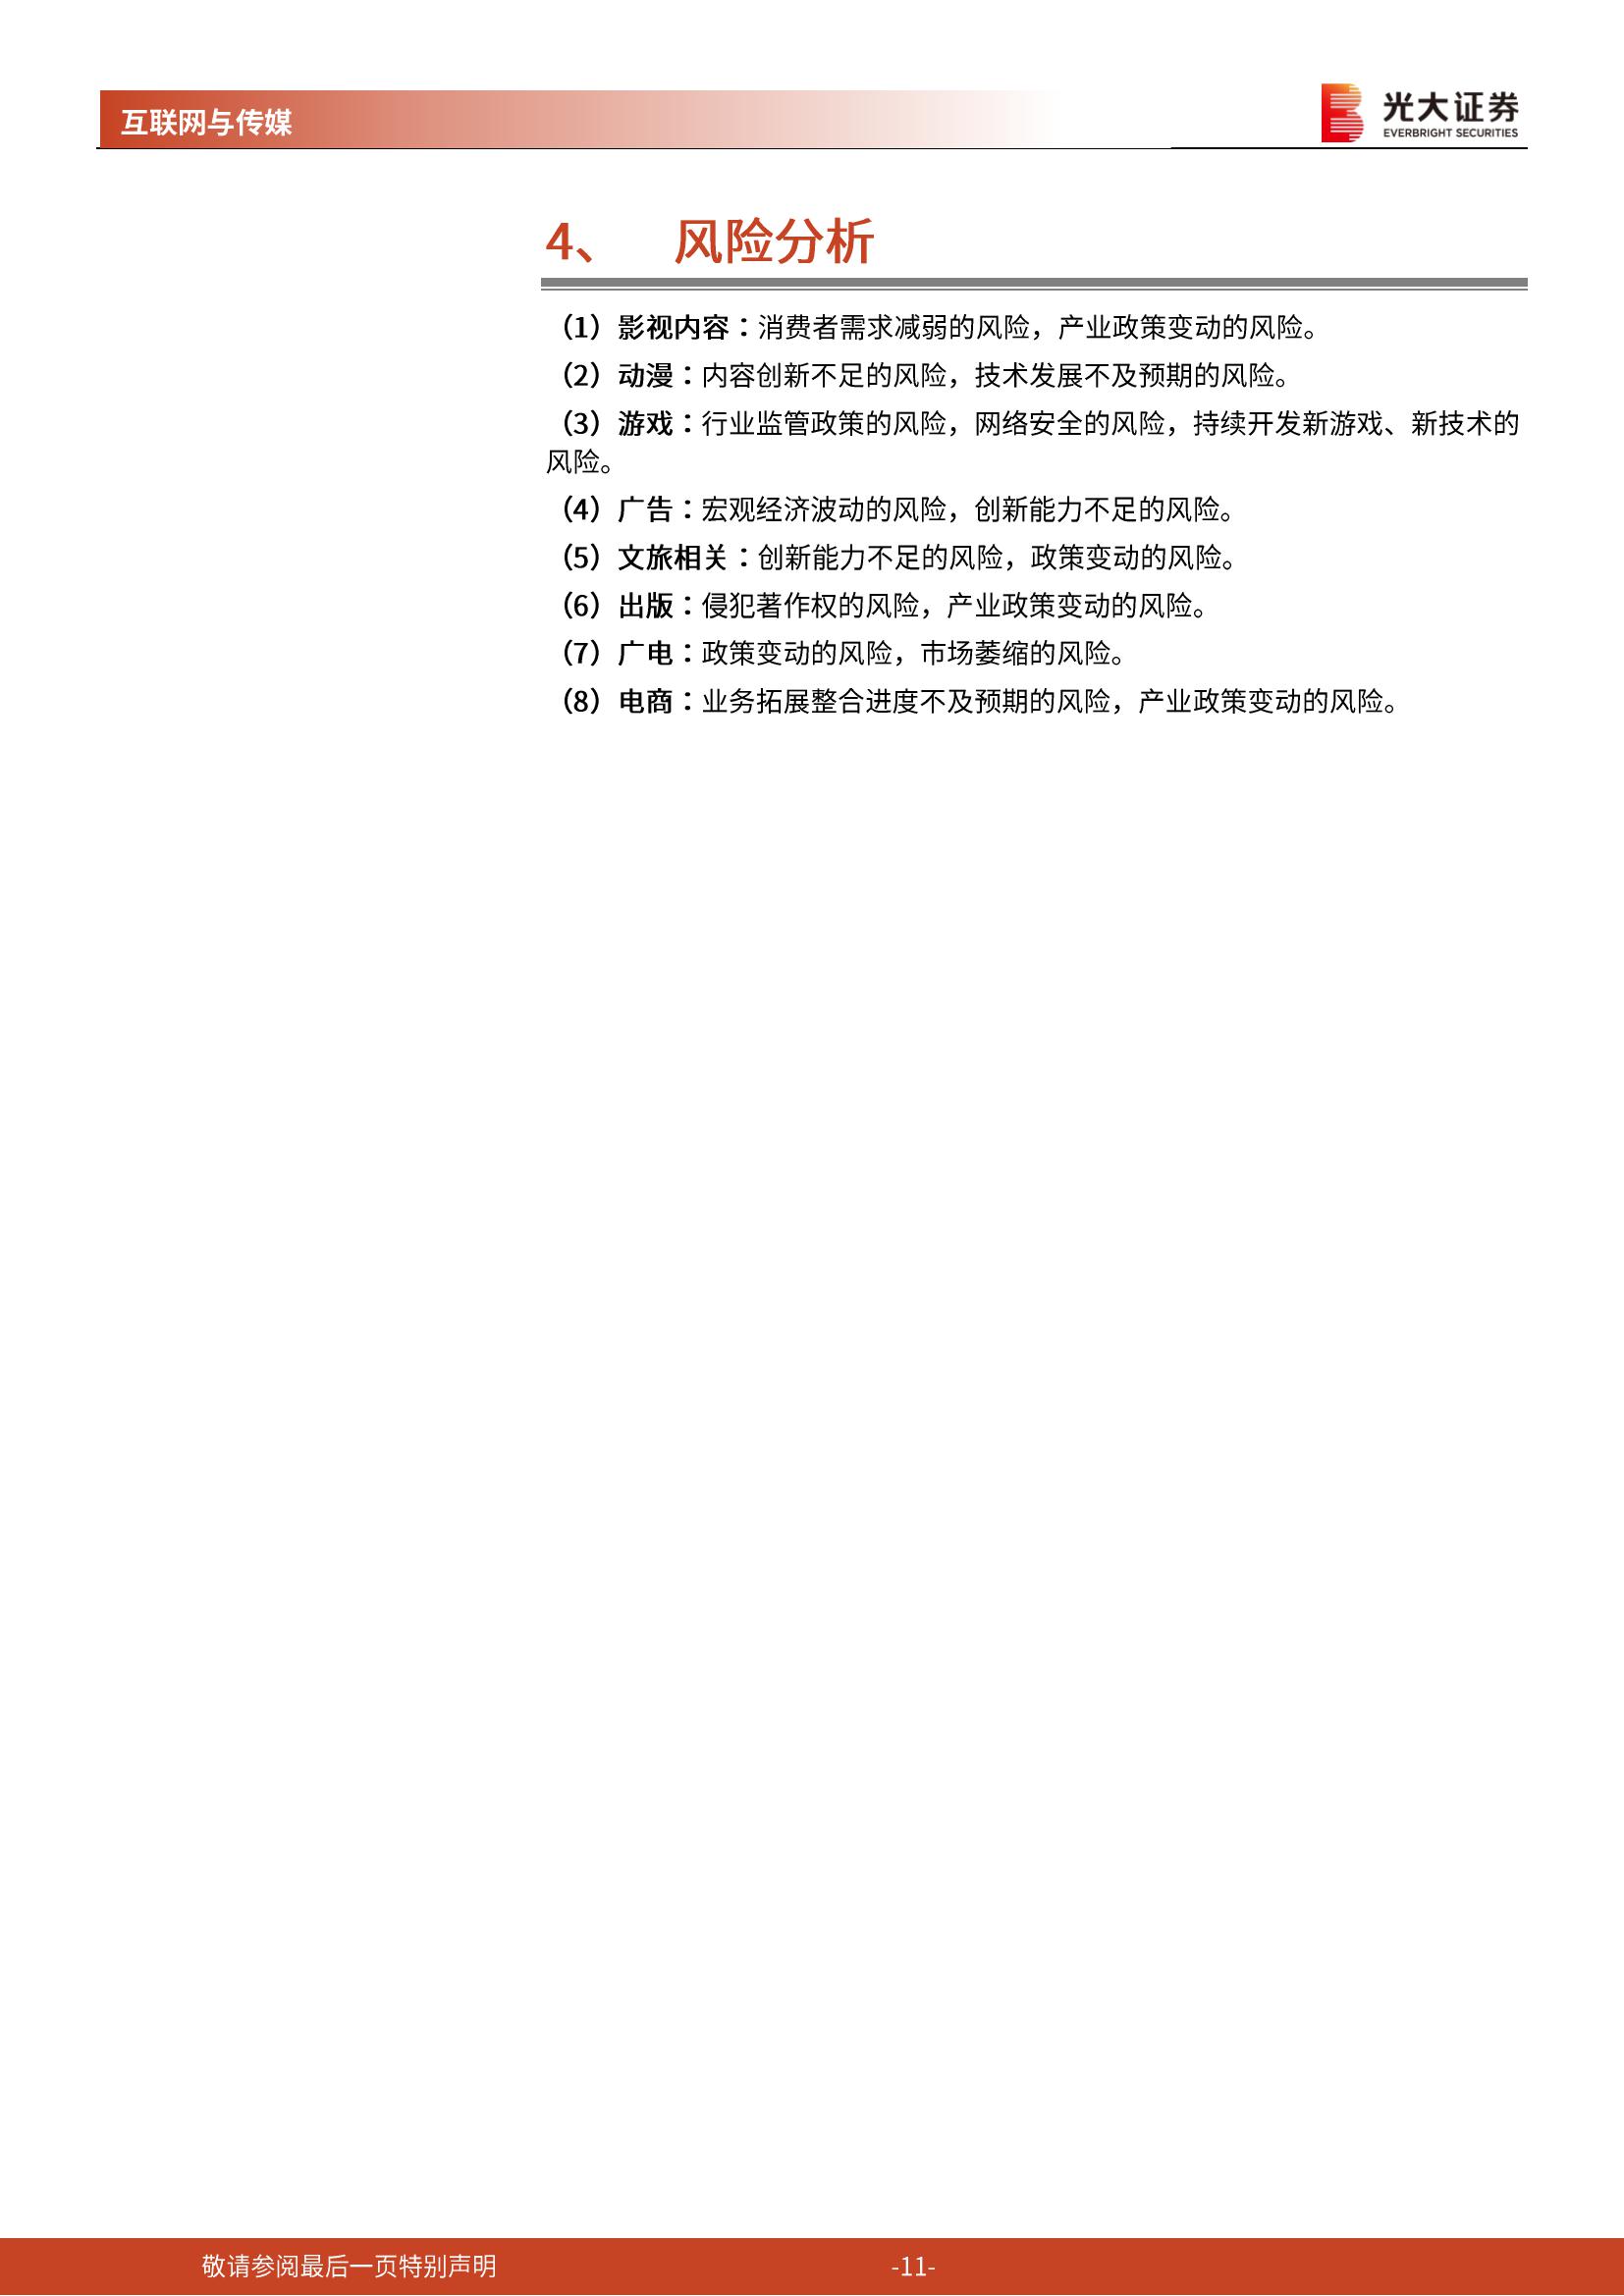 互联网与传媒
光大证券
EVERBRIGHT SECURITIES
4、 风险分析
（1）影视内容：消费者需求减弱的风险，产业政策变动的风险。
（2）动漫：内容创新不足的风险，技术发展不及预期的风险。
（3）游戏：行业监管政策的风险，网络安全的风险，持续开发新游戏、新技术的
风险。
（4）广告：宏观经济波动的风险，创新能力不足的风险。
（5）文旅相关：创新能力不足的风险，政策变动的风险。
（6）出版：侵犯著作权的风险，产业政策变动的风险。
（7）广电：政策变动的风险，市场萎缩的风险。
（8）电商：业务拓展整合进度不及预期的风险，产业政策变动的风险。
敬请参阅最后一页特别声明
-11-